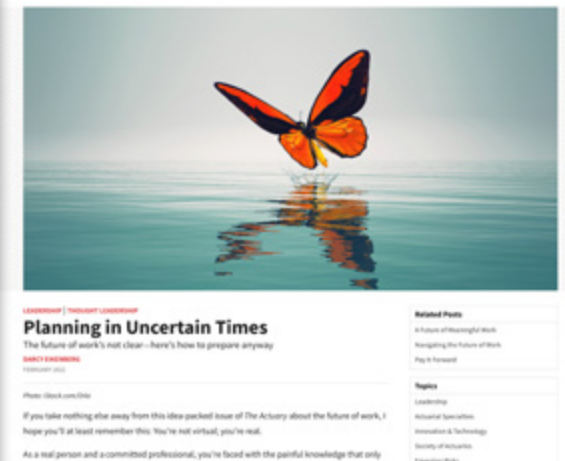 LEADERSHIP | THOUGHT LEADERSHIP
Planning in Uncertain Times
The future of work's not clear—here's how to prepare anyway
DARCY EIKENBERG
FEBRUARY
Photo: iStock.com/Orla
If you take nothing else away from this idea-packed issue of The Actuary about the future of work, I
hope you'll at least remember this: You're not virtual; you're real.
As a real person and a committed professional, you're faced with the painful knowledge that only
Related Posts
A Future of Meaningful Work
Navigating the Future of Work
Pay It Forward
Topics
Leadership
Actuarial Specialties
Innovation & Technology
Society of Actuaries